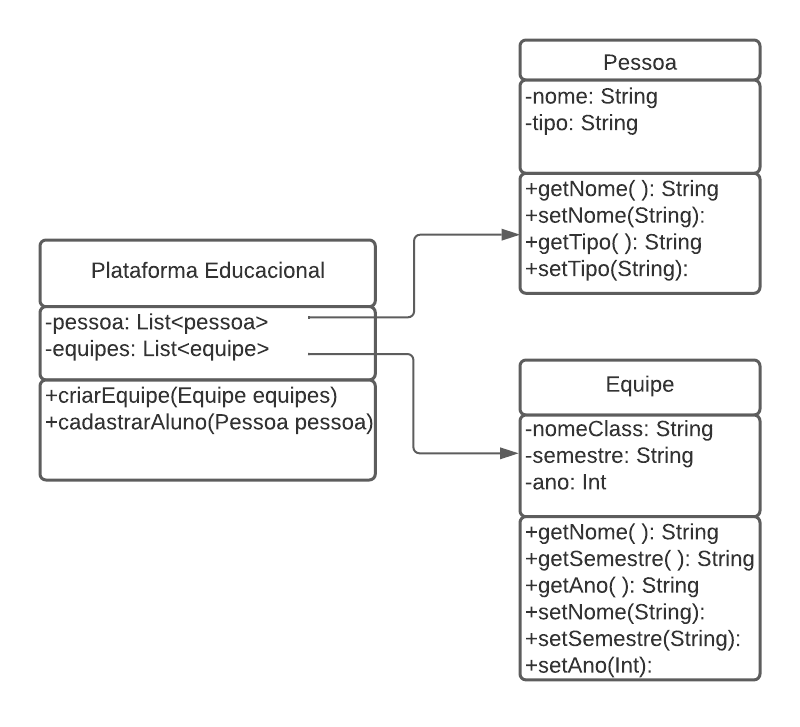 Pessoa
-nome: String
-tipo: String
+getNome( ): String
+setNome(String):
+getTipo( ): String
+setTipo(String):
Plataforma Educacional
-pessoa: List<pessoa>
-equipes: List<equipe>
+criarEquipe(Equipe equipes)
+cadastrarAluno(Pessoa pessoa)
Equipe
-nomeClass: String
-semestre: String
-ano: Int
+getNome( ): String
+getSemestre( ): String
+getAno( ): String
+setNome(String):
+setSemestre(String):
+setAno(Int):